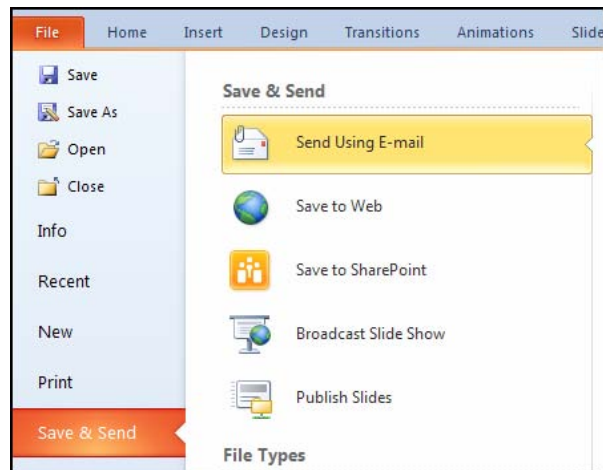 File Home Insert Design Transitions Animations Slide
Save
Save As
Open
Close
Info
Recent
New
Print
Save & Send
Save & Send
Send Using E-mail
Save to Web
Save to SharePoint
Broadcast Slide Show
Publish Slides
File Types